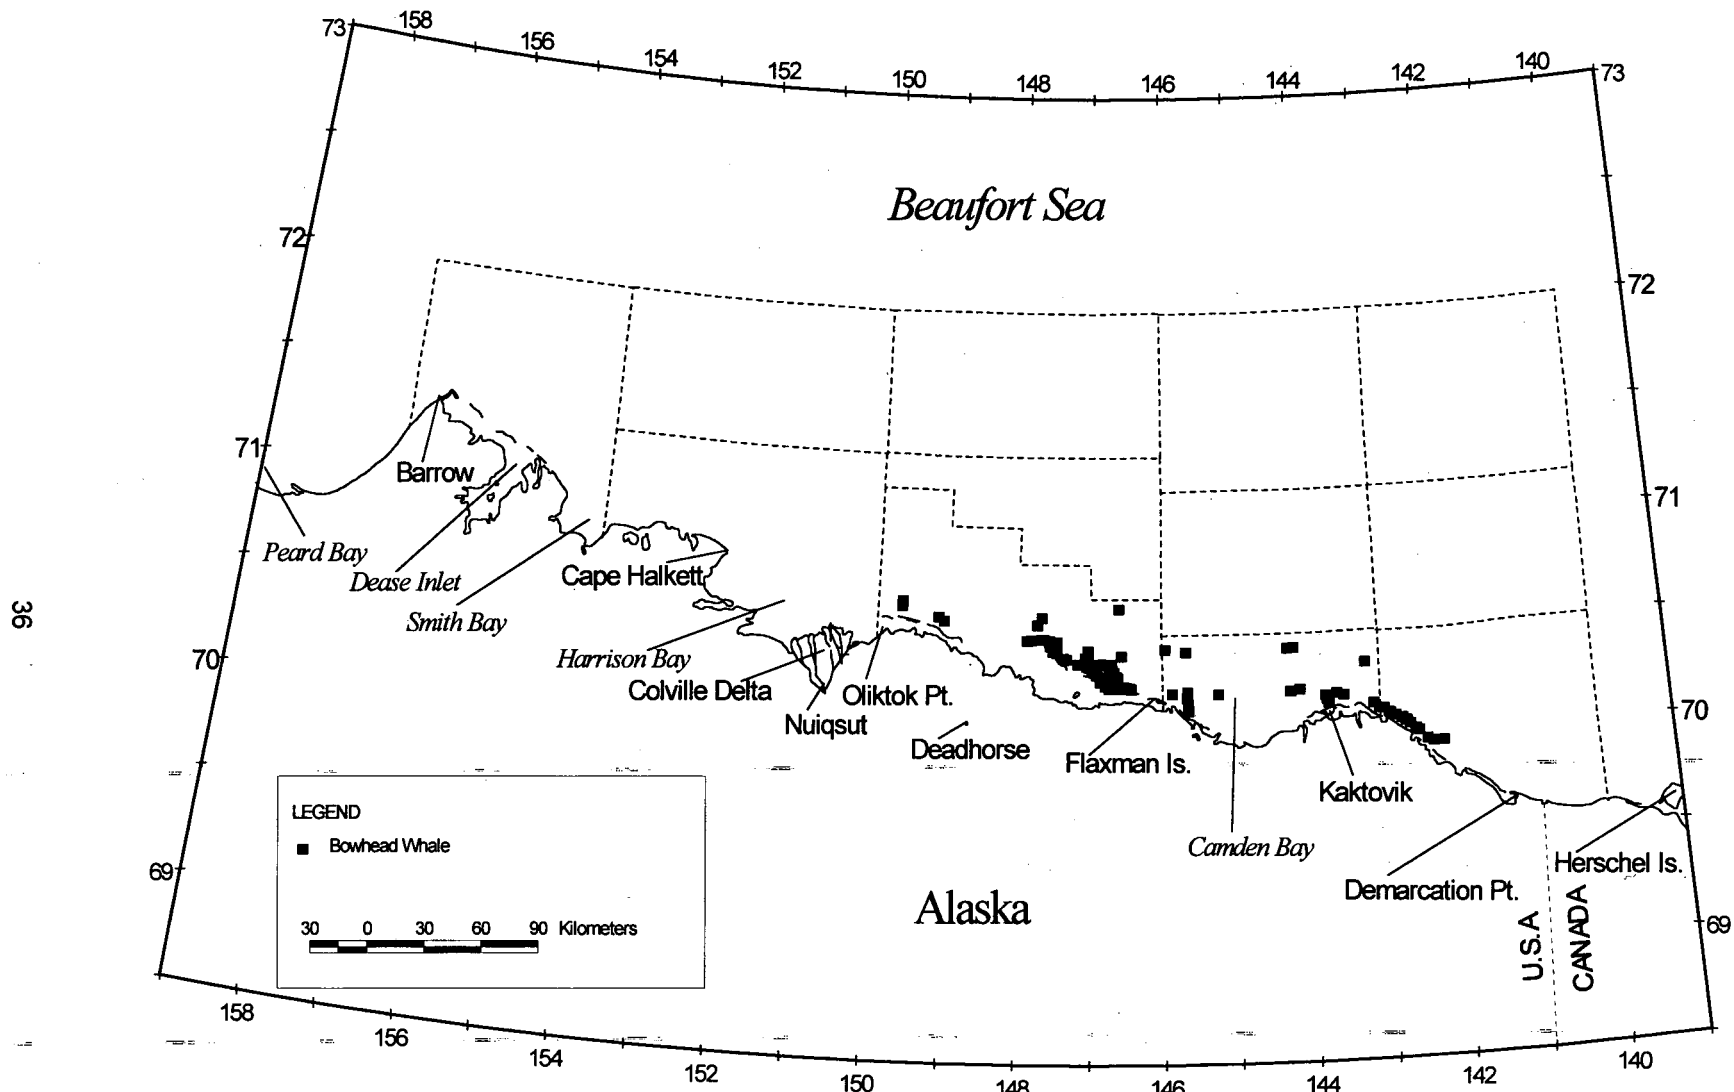 73
158
156
154
152
150
148
146
144
142
140
73
Beaufort Sea
72
72
71
71
Barrow
Peard Bay
Dease Inlet
Cape Halkett
Smith Bay
36
Harrison Bay
70
Colville Delta
Oliktok Pt.
70
Nuiqsut
Deadhorse
Flaxman Is.
Kaktovik
LEGEND
Bowhead Whale
Camden Bay
Herschel Is.
Demarcation Pt.
69
Alaska
U.S.A
CANADA
69
30 0 30 60 90 Kilometers
158
156
154
152
150
148
146
144
142
140